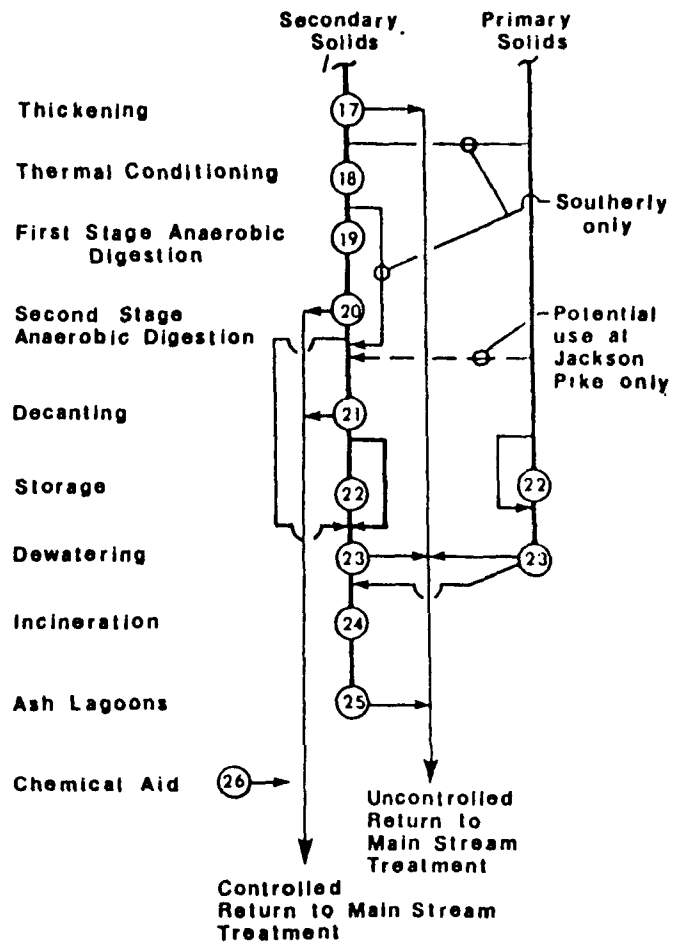 Secondary
Solids
Primary
Solids
Thickening
17
Thermal Conditioning
18
Southerly
only
First Stage Anaerobic
Digestion
19
Second Stage
Anaerobic Digestion
20
Potential
use at
Jackson
Pike only
Decanting
21
Storage
22
22
Dewatering
23
23
Incineration
24
Ash Lagoons
25
Chemical Aid
26
Uncontrolled
Return to
Main Stream
Treatment
Controlled
Return to Main Stream
Treatment